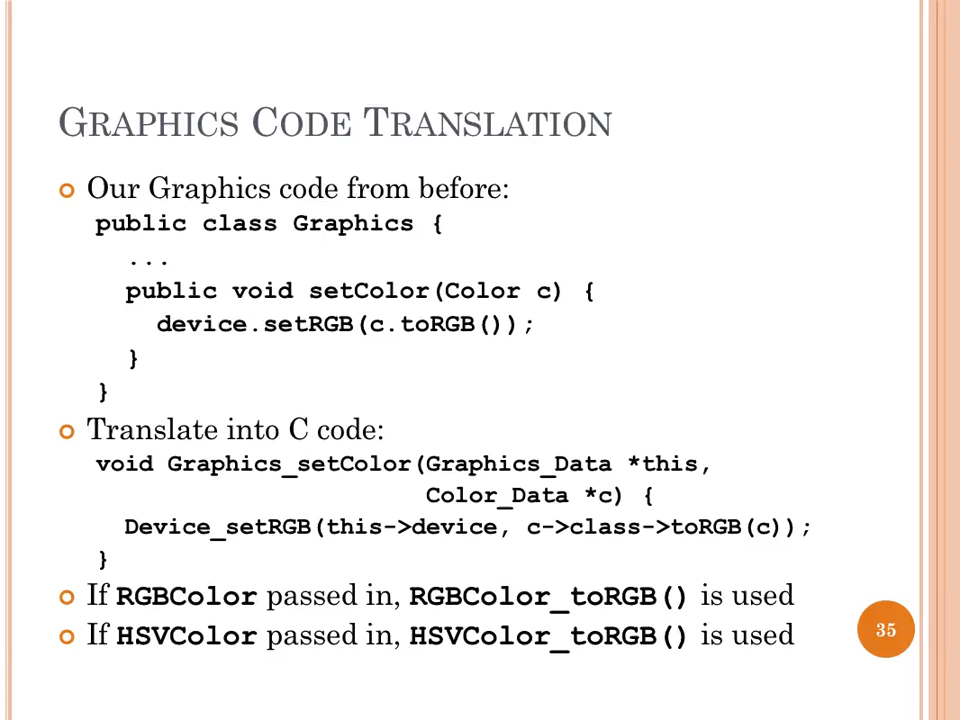 GRAPHICS CODE TRANSLATION
Our Graphics code from before:
public class Graphics {
...
public void setColor(Color c) {
device.setRGB(c.toRGB());
}
}
Translate into C code:
void Graphics_setColor(Graphics_Data *this,
Color_Data *c) {
Device_setRGB(this->device, c->class->toRGB(c));
}
If RGBColor passed in, RGBColor_toRGB() is used
If HSVColor passed in, HSVColor_toRGB() is used
35